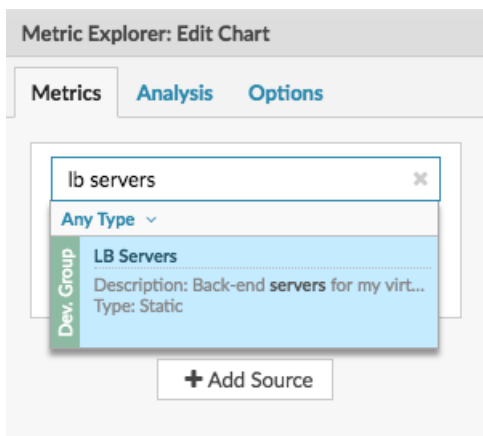 Metric Explorer: Edit Chart
Metrics Analysis Options
lb servers
Any Type
Dev. Group
LB Servers
Description: Back-end servers for my virt...
Type: Static
+ Add Source